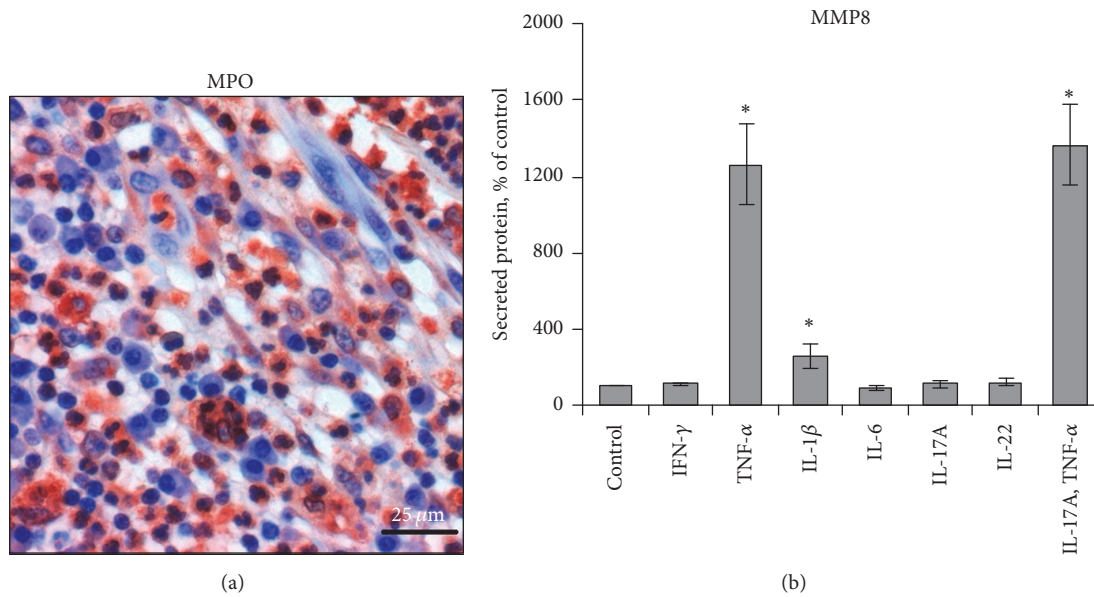 MPO
25 μm
(a)
MMP8
Secreted protein, % of control
2000
1600
1200
800
400
0
*
*
*
Control
IFN-γ
TNF-α
IL-1β
IL-6
IL-17A
IL-22
IL-17A, TNF-α
(b)